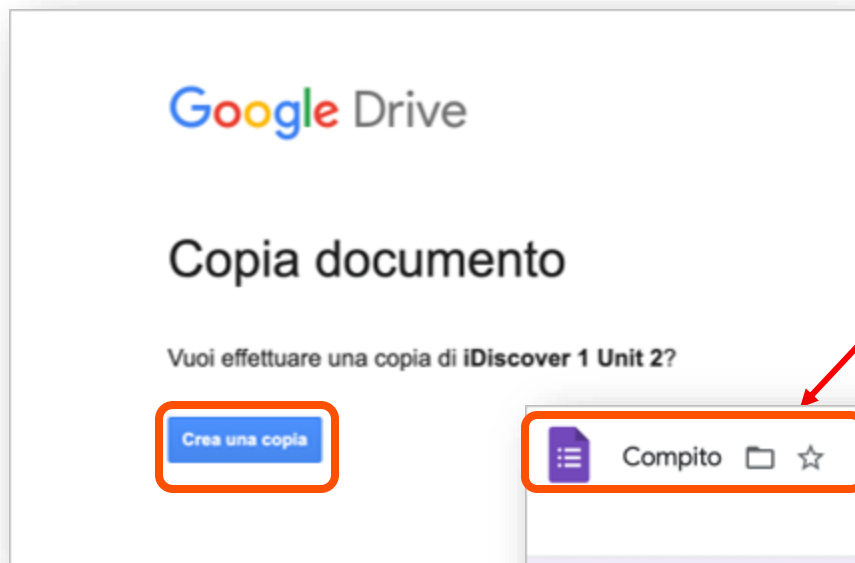 Google Drive
Copia documento
Vuoi effettuare una copia di iDiscover 1 Unit 2?
Crea una copia
Compito